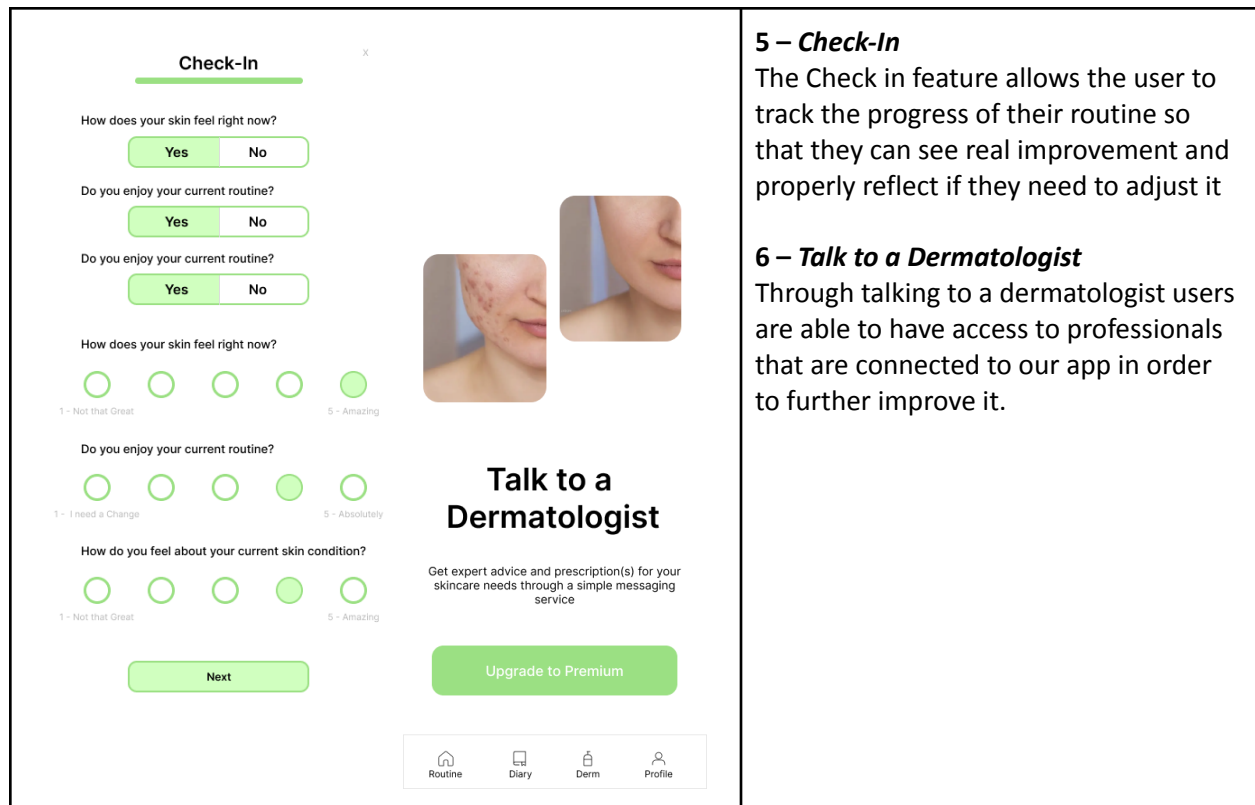 Check-In
X
How does your skin feel right now?
Yes No
Do you enjoy your current routine?
Yes No
Do you enjoy your current routine?
Yes No
How does your skin feel right now?
1 - Not that Great 5 - Amazing
Do you enjoy your current routine?
1 - I need a Change 5 - Absolutely
How do you feel about your current skin condition?
1 - Not that Great 5 - Amazing
Next
Talk to a
Dermatologist
Get expert advice and prescription(s) for your
skincare needs through a simple messaging
service
Upgrade to Premium
Routine Diary Derm Profile
5 – Check-In
The Check in feature allows the user to
track the progress of their routine so
that they can see real improvement and
properly reflect if they need to adjust it
6 – Talk to a Dermatologist
Through talking to a dermatologist users
are able to have access to professionals
that are connected to our app in order
to further improve it.